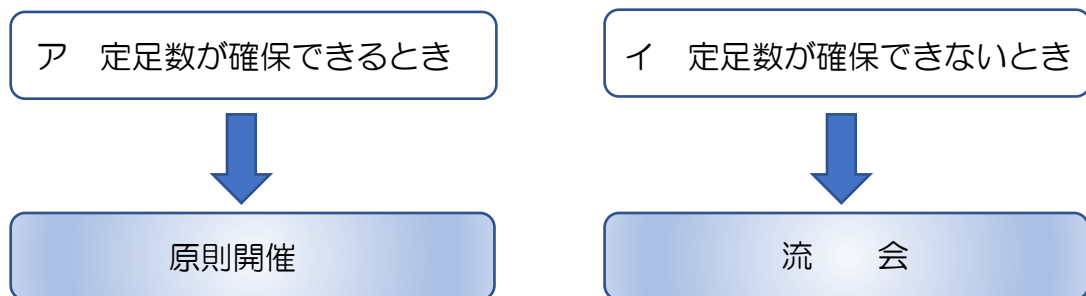 ア　定足数が確保できるとき
イ　定足数が確保できないとき
原則開催
流　　会